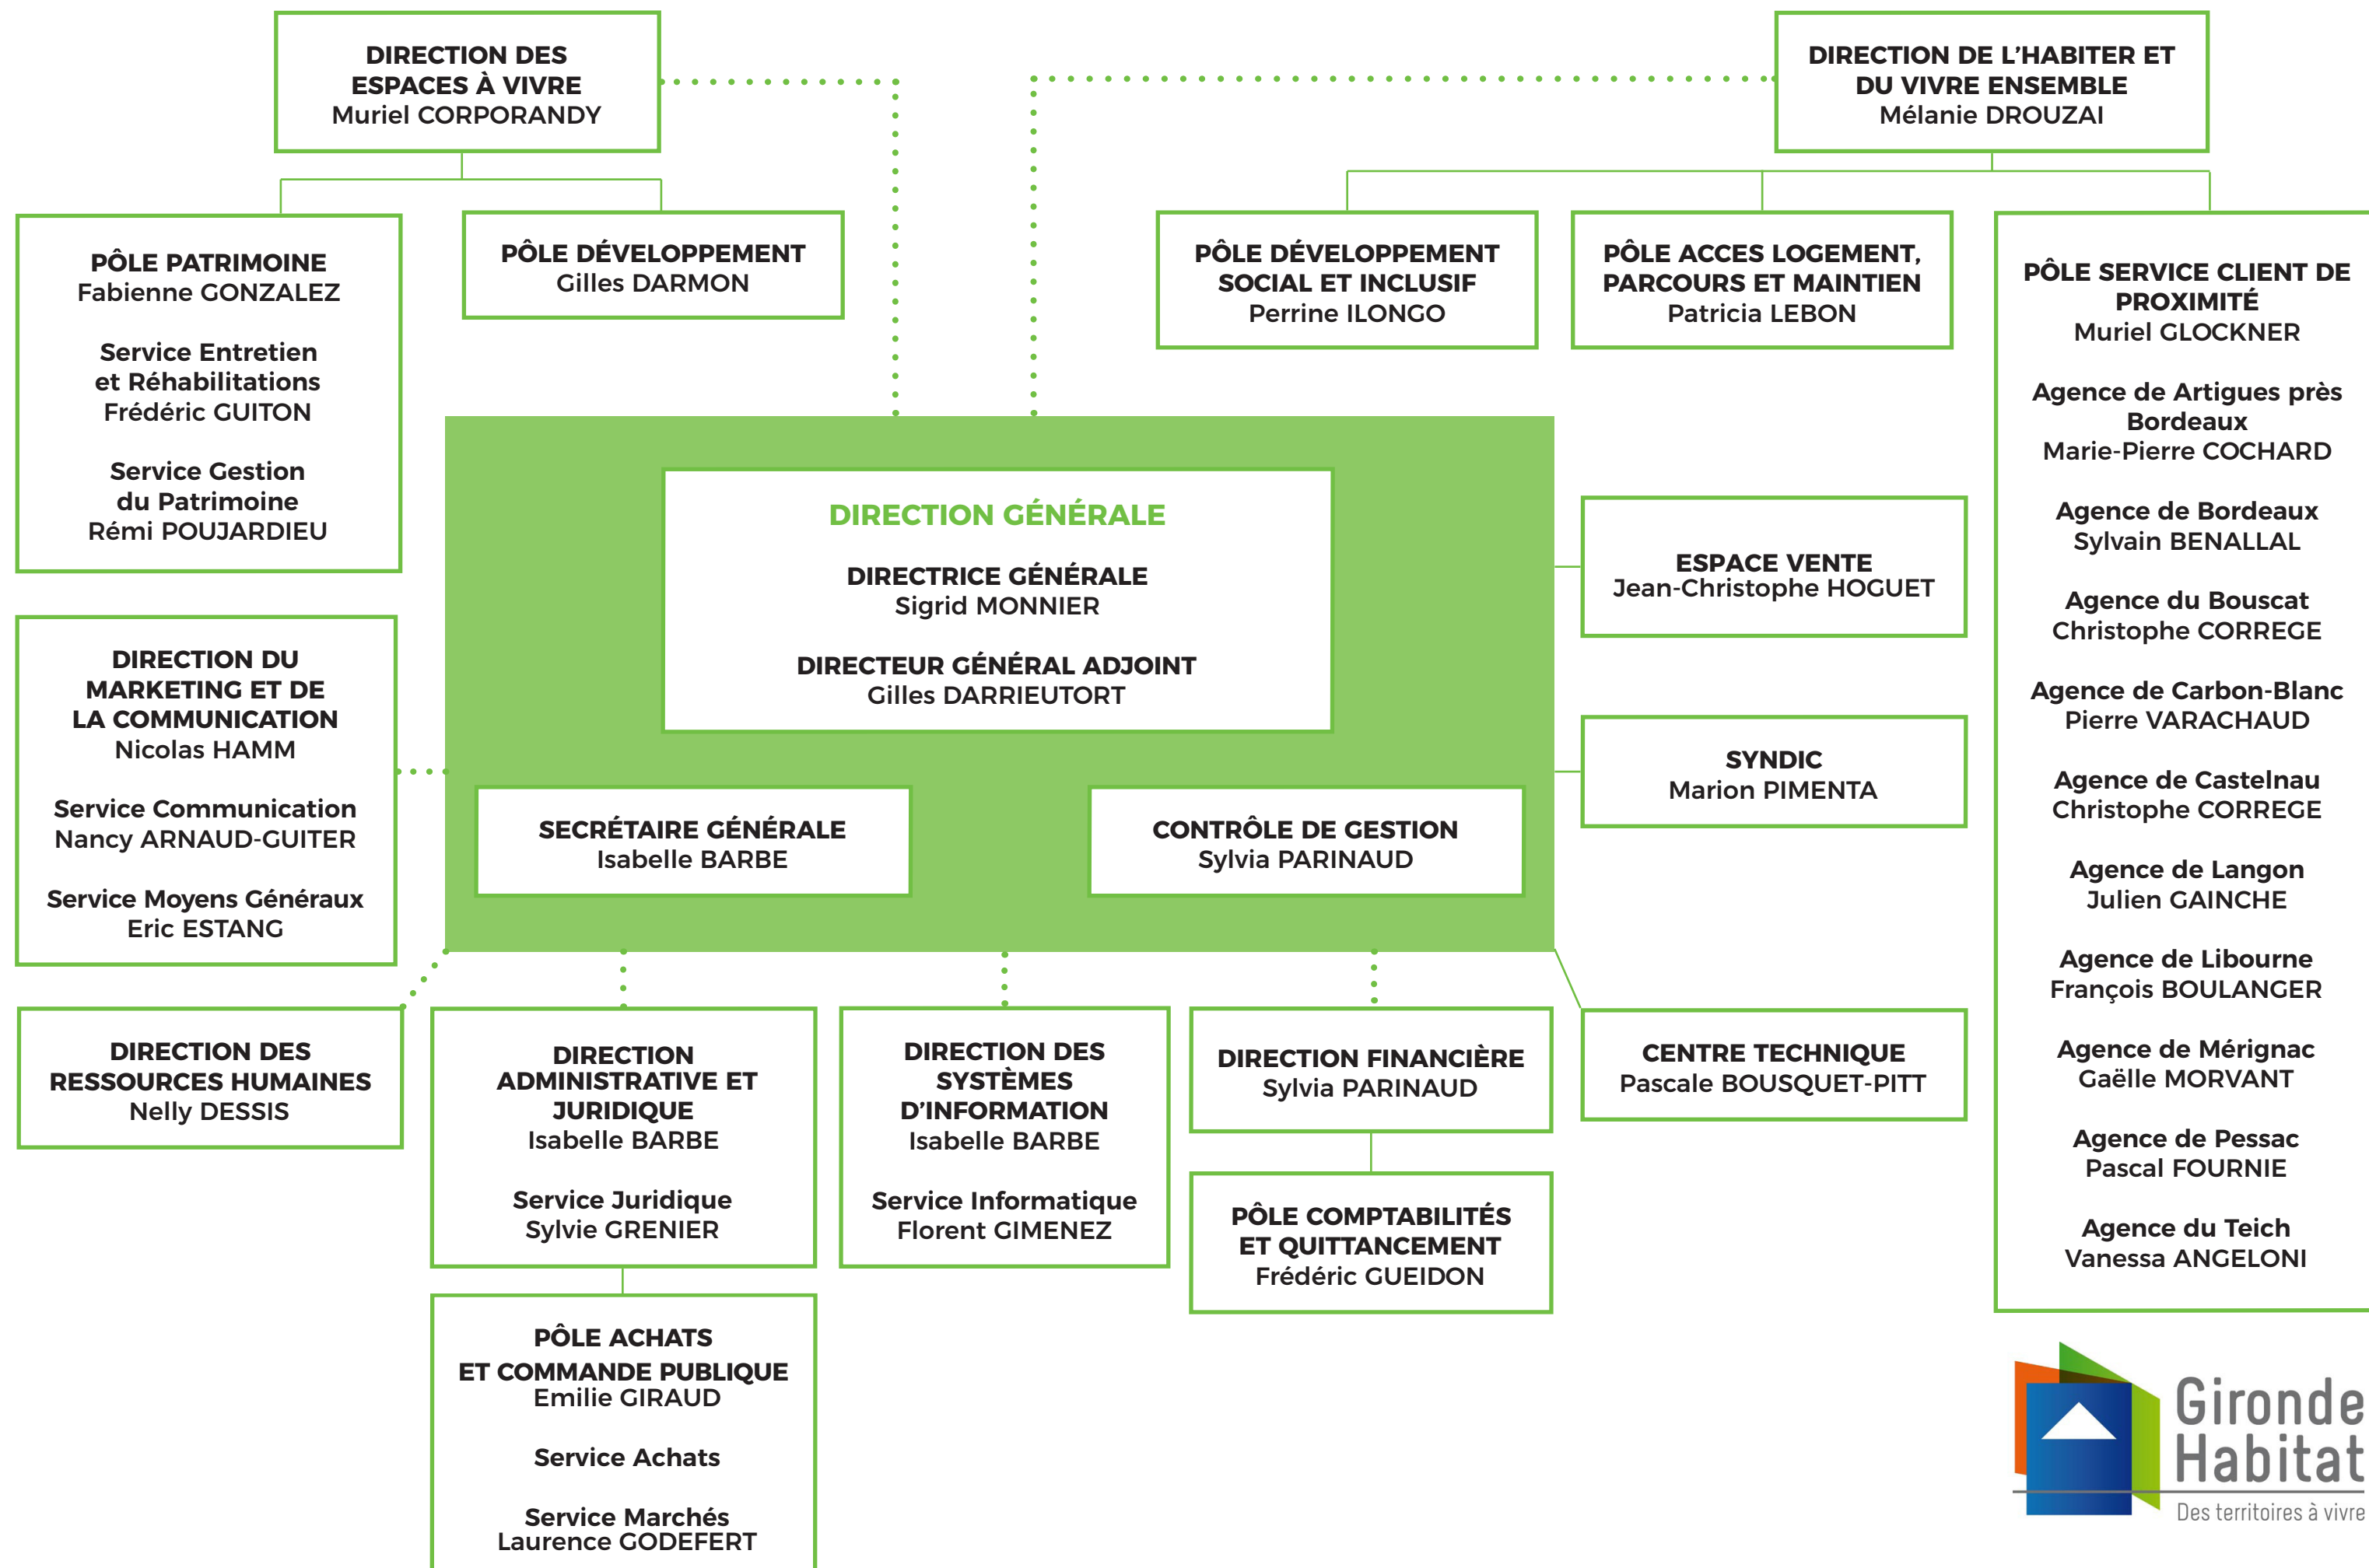 DIRECTION DES
ESPACES À VIVRE
Muriel CORPORANDY
DIRECTION DE L'HABITER ET
DU VIVRE ENSEMBLE
Mélanie DROUZAI
PÔLE PATRIMOINE
Fabienne GONZALEZ
Service Entretien
et Réhabilitations
Frédéric GUITON
Service Gestion
du Patrimoine
Rémi POUJARDIEU
PÔLE DÉVELOPPEMENT
Gilles DARMON
PÔLE DÉVELOPPEMENT
SOCIAL ET INCLUSIF
Perrine ILONGO
PÔLE ACCES LOGEMENT,
PARCOURS ET MAINTIEN
Patricia LEBON
PÔLE SERVICE CLIENT DE
PROXIMITÉ
Muriel GLOCKNER
Agence de Artigues près
Bordeaux
Marie-Pierre COCHARD
Agence de Bordeaux
Sylvain BENALLAL
Agence du Bouscat
Christophe CORREGE
Agence de Carbon-Blanc
Pierre VARACHAUD
Agence de Castelnau
Christophe CORREGE
Agence de Langon
Julien GAINCHE
Agence de Libourne
François BOULANGER
Agence de Mérignac
Gaëlle MORVANT
Agence de Pessac
Pascal FOURNIE
Agence du Teich
Vanessa ANGELONI
DIRECTION GÉNÉRALE
DIRECTRICE GÉNÉRALE
Sigrid MONNIER
DIRECTEUR GÉNÉRAL ADJOINT
Gilles DARRIEUTORT
SECRÉTAIRE GÉNÉRALE
Isabelle BARBE
CONTRÔLE DE GESTION
Sylvia PARINAUD
ESPACE VENTE
Jean-Christophe HOGUET
SYNDIC
Marion PIMENTA
DIRECTION DU
MARKETING ET DE
LA COMMUNICATION
Nicolas HAMM
Service Communication
Nancy ARNAUD-GUITER
Service Moyens Généraux
Eric ESTANG
DIRECTION DES
RESSOURCES HUMAINES
Nelly DESSIS
DIRECTION
ADMINISTRATIVE ET
JURIDIQUE
Isabelle BARBE
Service Juridique
Sylvie GRENIER
PÔLE ACHATS
ET COMMANDE PUBLIQUE
Emilie GIRAUD
Service Achats
Service Marchés
Laurence GODEFERT
DIRECTION DES
SYSTÈMES
D'INFORMATION
Isabelle BARBE
Service Informatique
Florent GIMENEZ
DIRECTION FINANCIÈRE
Sylvia PARINAUD
PÔLE COMPTABILITÉS
ET QUITTANCEMENT
Frédéric GUEIDON
CENTRE TECHNIQUE
Pascale BOUSQUET-PITT
Gironde
Habitat
Des territoires à vivre